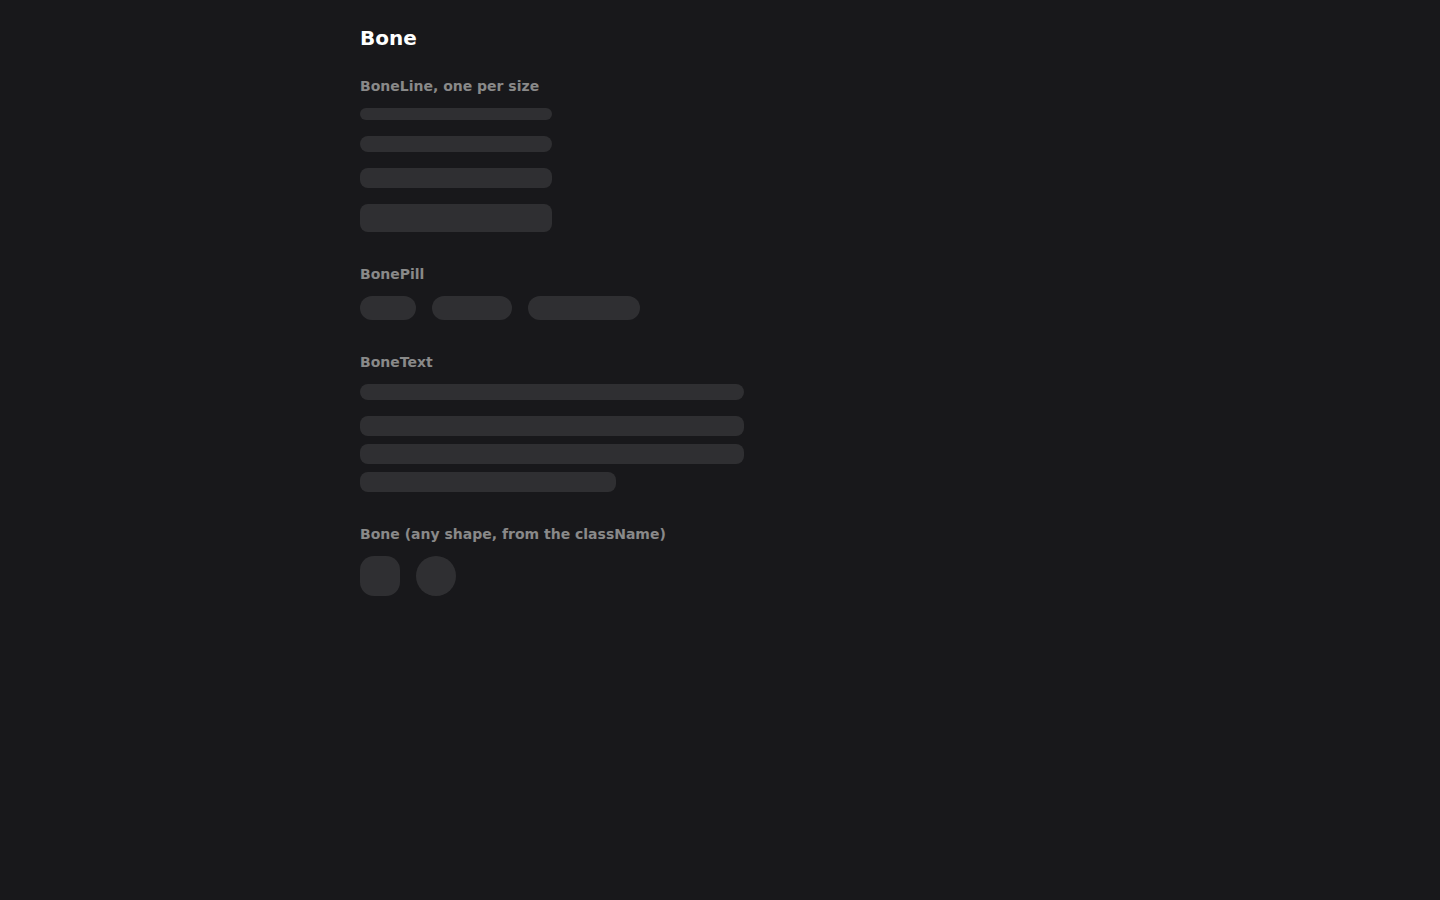 Bone
BoneLine, one per size
BonePill
BoneText
Bone (any shape, from the className)